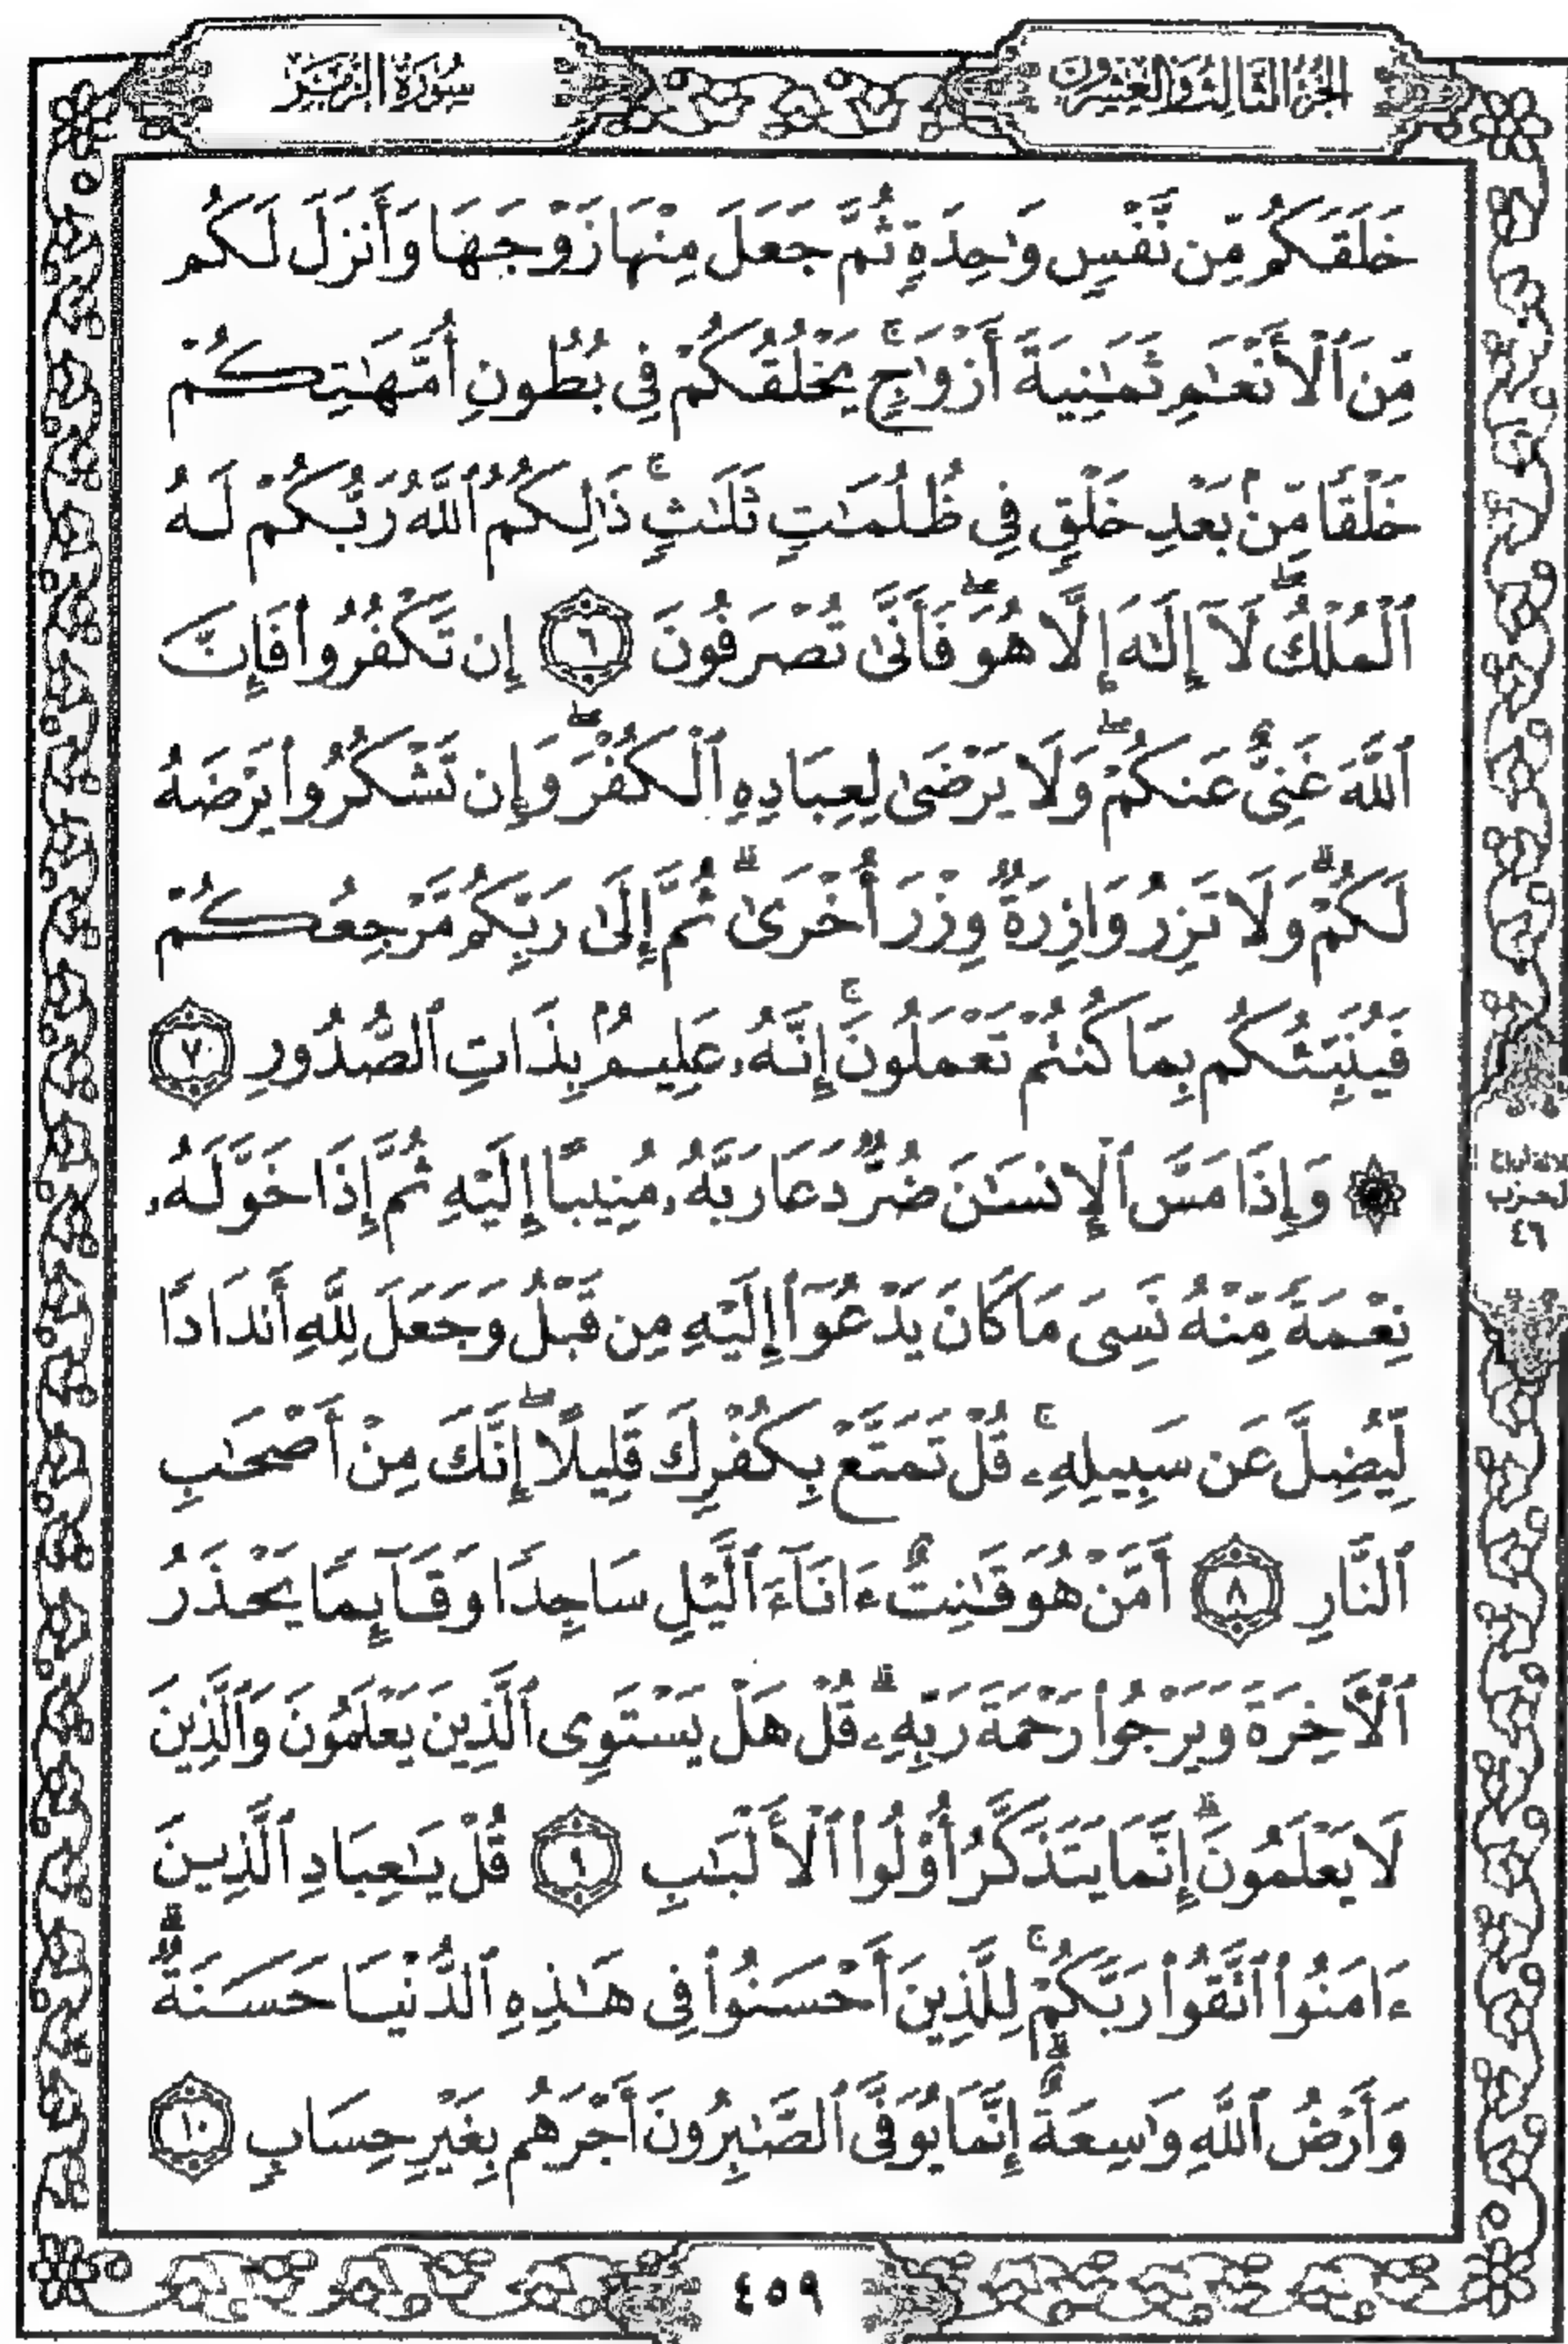 الجزء الثالث والعشرون
سورة الزمر
خَلَقَكُم مِّن نَّفْسٍ وَٰحِدَةٍ ثُمَّ جَعَلَ مِنْهَا زَوْجَهَا وَأَنزَلَ لَكُم
مِّنَ ٱلْأَنْعَـٰمِ ثَمَـٰنِيَةَ أَزْوَٰجٍ ۚ يَخْلُقُكُمْ فِى بُطُونِ أُمَّهَـٰتِكُمْ
خَلْقًا مِّنۢ بَعْدِ خَلْقٍ فِى ظُلُمَـٰتٍ ثَلَـٰثٍ ۚ ذَٰلِكُمُ ٱللَّهُ رَبُّكُمْ لَهُ
ٱلْمُلْكُ ۖ لَآ إِلَـٰهَ إِلَّا هُوَ ۖ فَأَنَّىٰ تُصْرَفُونَ ٦ إِن تَكْفُرُوا۟ فَإِنَّ
ٱللَّهَ غَنِىٌّ عَنكُمْ ۖ وَلَا يَرْضَىٰ لِعِبَادِهِ ٱلْكُفْرَ ۖ وَإِن تَشْكُرُوا۟ يَرْضَهُ
لَكُمْ ۗ وَلَا تَزِرُ وَازِرَةٌ وِزْرَ أُخْرَىٰ ۗ ثُمَّ إِلَىٰ رَبِّكُم مَّرْجِعُكُمْ
فَيُنَبِّئُكُم بِمَا كُنتُمْ تَعْمَلُونَ ۚ إِنَّهُۥ عَلِيمٌۢ بِذَاتِ ٱلصُّدُورِ ٧
۞ وَإِذَا مَسَّ ٱلْإِنسَـٰنَ ضُرٌّ دَعَا رَبَّهُۥ مُنِيبًا إِلَيْهِ ثُمَّ إِذَا خَوَّلَهُۥ
نِعْمَةً مِّنْهُ نَسِىَ مَا كَانَ يَدْعُوٓا۟ إِلَيْهِ مِن قَبْلُ وَجَعَلَ لِلَّهِ أَندَادًا
لِّيُضِلَّ عَن سَبِيلِهِۦ ۚ قُلْ تَمَتَّعْ بِكُفْرِكَ قَلِيلًا ۖ إِنَّكَ مِنْ أَصْحَـٰبِ
ٱلنَّارِ ٨ أَمَّنْ هُوَ قَـٰنِتٌ ءَانَآءَ ٱلَّيْلِ سَاجِدًا وَقَآئِمًا يَحْذَرُ
ٱلْـَٔاخِرَةَ وَيَرْجُوا۟ رَحْمَةَ رَبِّهِۦ ۗ قُلْ هَلْ يَسْتَوِى ٱلَّذِينَ يَعْلَمُونَ وَٱلَّذِينَ
لَا يَعْلَمُونَ ۗ إِنَّمَا يَتَذَكَّرُ أُو۟لُوا۟ ٱلْأَلْبَـٰبِ ٩ قُلْ يَـٰعِبَادِ ٱلَّذِينَ
ءَامَنُوا۟ ٱتَّقُوا۟ رَبَّكُمْ ۚ لِلَّذِينَ أَحْسَنُوا۟ فِى هَـٰذِهِ ٱلدُّنْيَا حَسَنَةٌ ۗ
وَأَرْضُ ٱللَّهِ وَٰسِعَةٌ ۗ إِنَّمَا يُوَفَّى ٱلصَّـٰبِرُونَ أَجْرَهُم بِغَيْرِ حِسَابٍ ١٠
الحزب
٤٦
٤٥٩